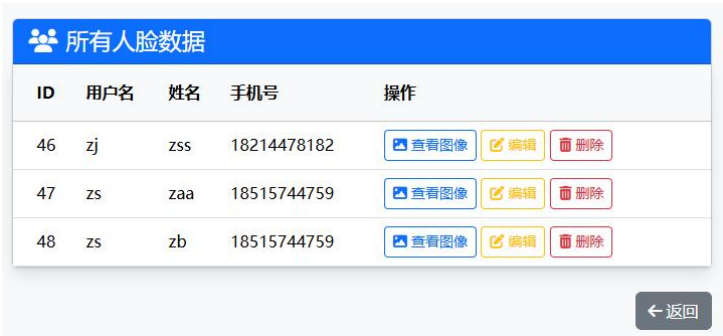 所有人脸数据
ID 用户名 姓名 手机号 操作
46 zj zss 18214478182 查看图像 编辑 删除
47 zs zaa 18515744759 查看图像 编辑 删除
48 zs zb 18515744759 查看图像 编辑 删除
返回